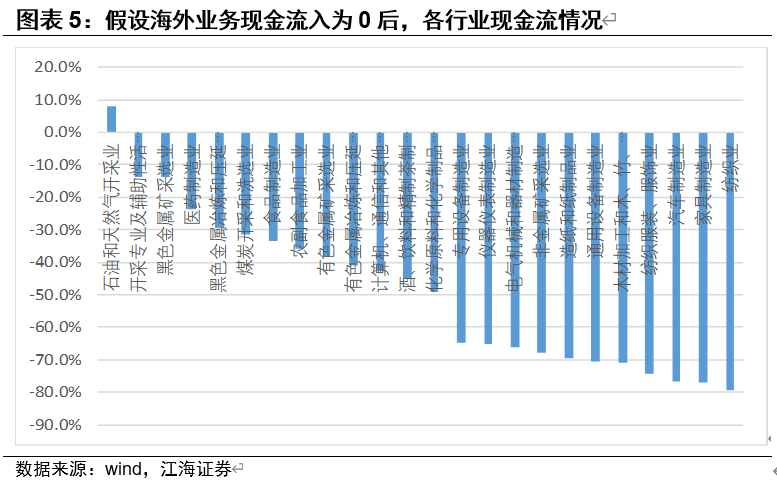 图表 5：假设海外业务现金流入为 0 后，各行业现金流情况
20.0%
10.0%
0.0%
-10.0%
-20.0%
-30.0%
-40.0%
-50.0%
-60.0%
-70.0%
-80.0%
-90.0%
石油和天然气开采业
开采专业及辅助性活…
黑色金属矿采选业
医药制造业
黑色金属冶炼和压延…
煤炭开采和洗选业
食品制造业
农副食品加工业
有色金属矿采选业
有色金属冶炼和压延…
计算机、通信和其他…
酒、饮料和精制茶制…
化学原料和化学制品…
专用设备制造业
仪器仪表制造业
电气机械和器材制造…
非金属矿采选业
造纸和纸制品业
通用设备制造业
木材加工和木、竹、…
纺织服装、服饰业
汽车制造业
家具制造业
纺织业
数据来源：wind，江海证券